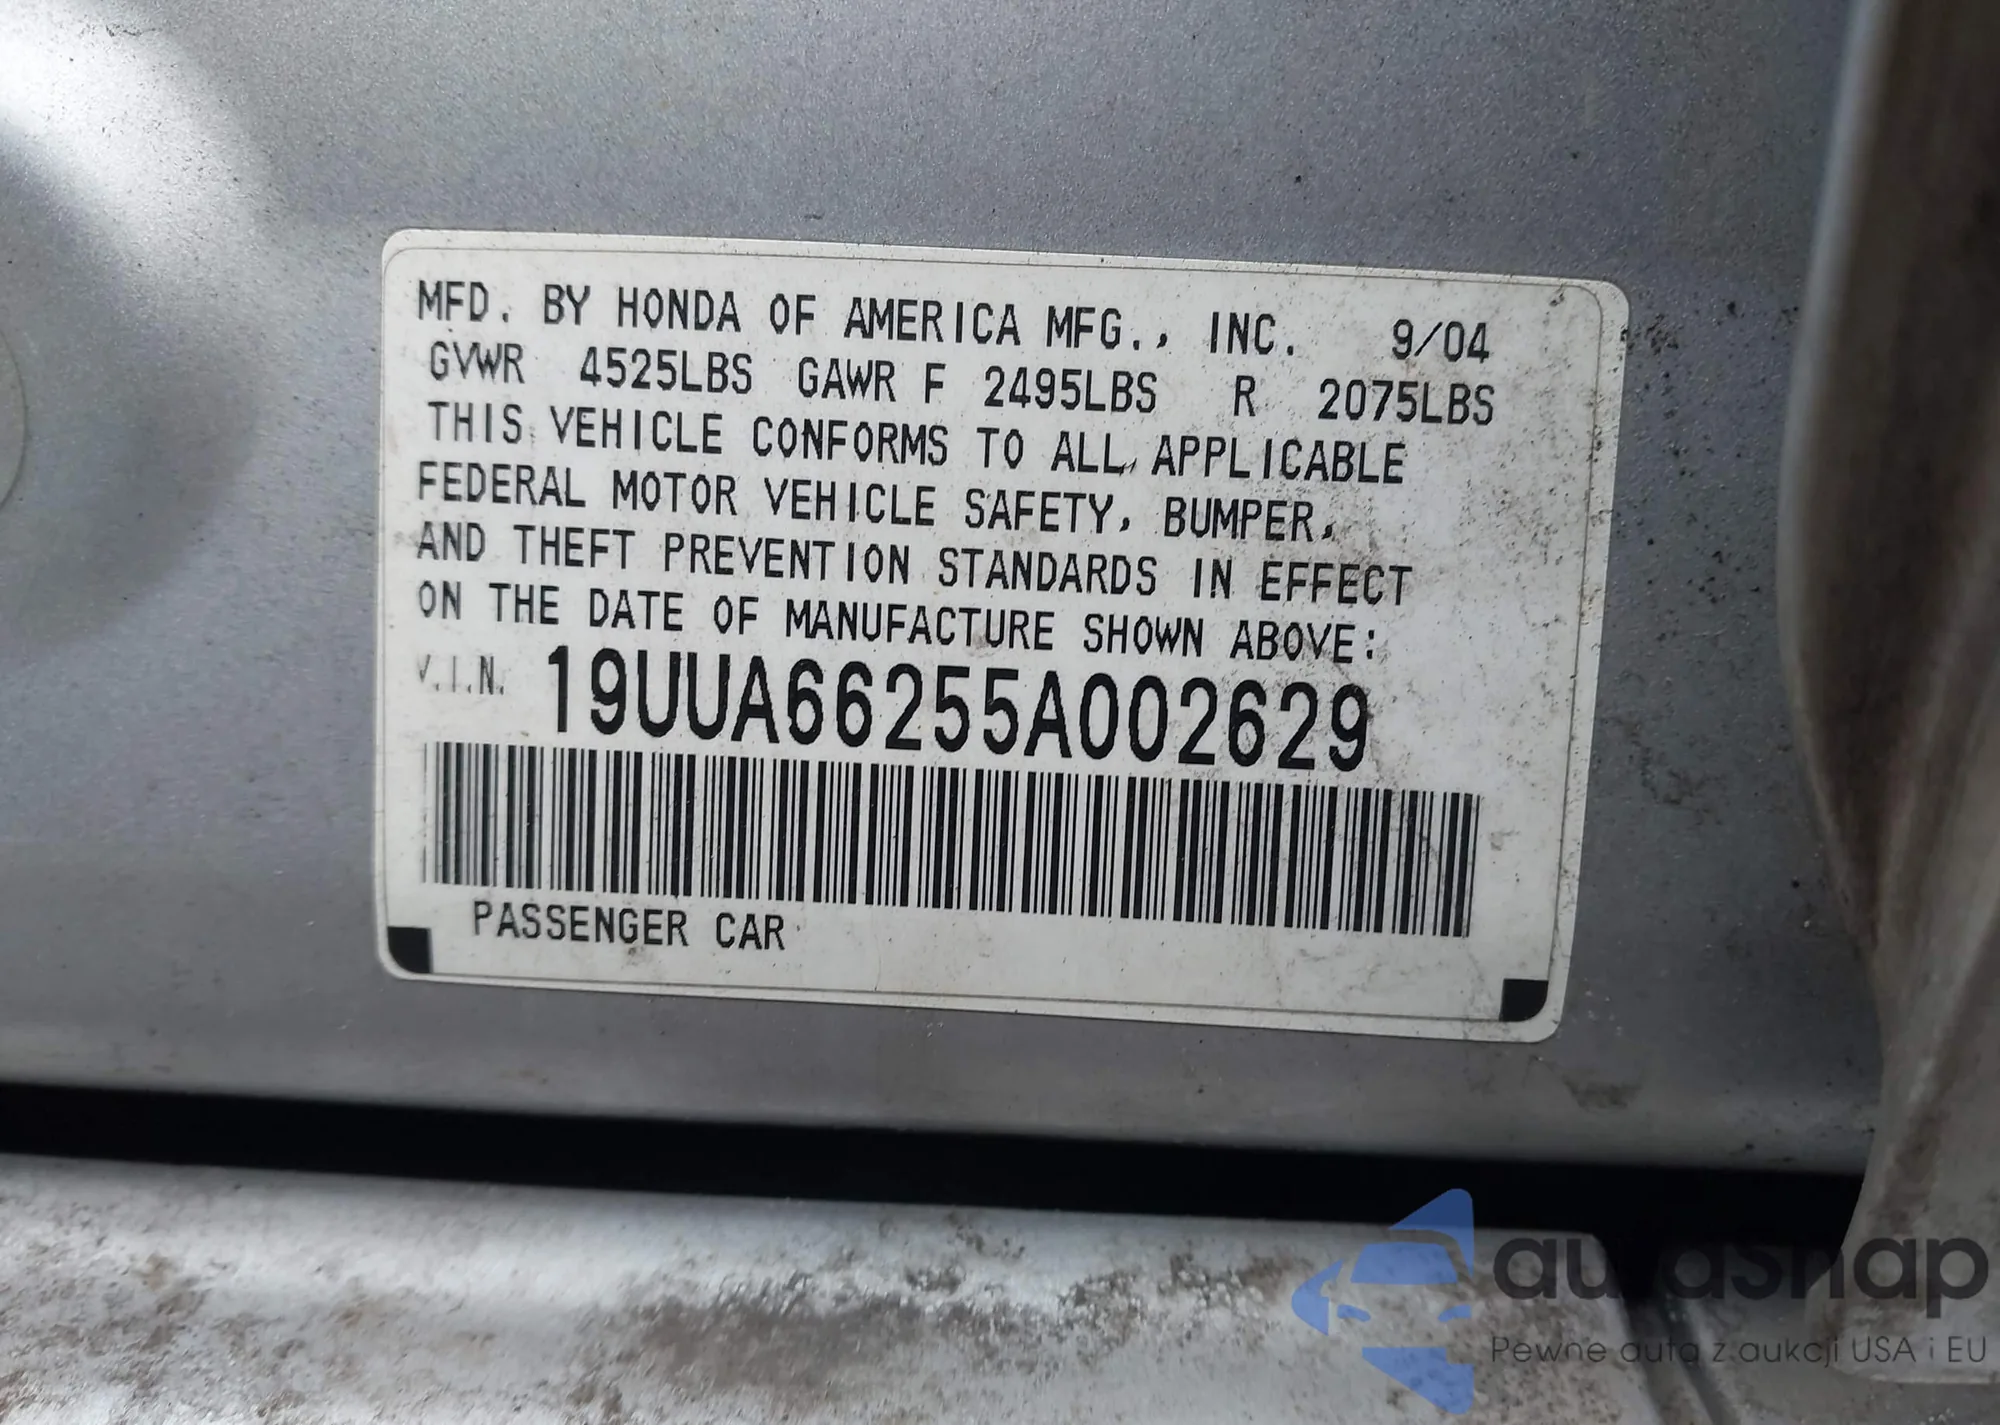 MFD. BY HONDA OF AMERICA MFG., INC. 9/04
GVWR 4525LBS GAWR F 2495LBS R 2075LBS
THIS VEHICLE CONFORMS TO ALL APPLICABLE
FEDERAL MOTOR VEHICLE SAFETY, BUMPER,
AND THEFT PREVENTION STANDARDS IN EFFECT
ON THE DATE OF MANUFACTURE SHOWN ABOVE:
V.I.N. 19UUA66255A002629
PASSENGER CAR
autasnap
Pewne auta z aukcji USA i EU